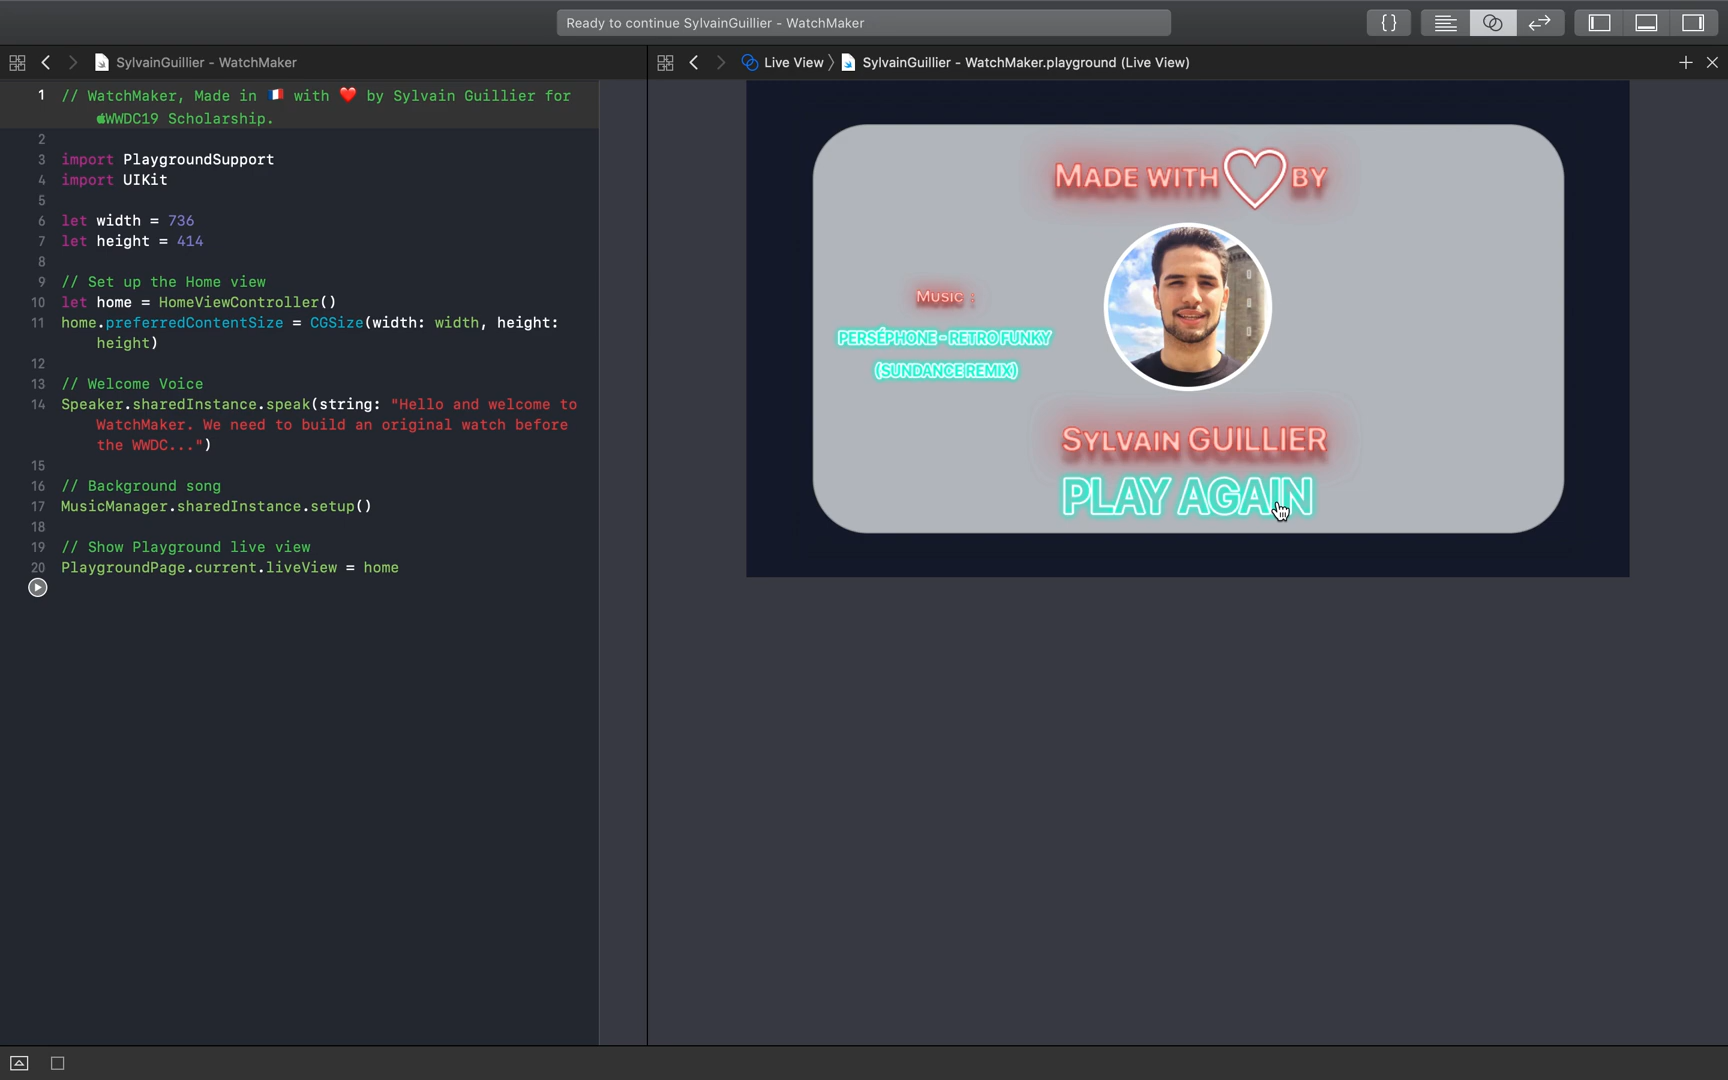 Ready to continue SylvainGuillier - WatchMaker
{}
SylvainGuillier - WatchMaker
Live View 〉 SylvainGuillier - WatchMaker.playground (Live View)
1 // WatchMaker, Made in 🇫🇷 with ❤️ by Sylvain Guillier for
WWDC19 Scholarship.
2
3 import PlaygroundSupport
4 import UIKit
5
6 let width = 736
7 let height = 414
8
9 // Set up the Home view
10 let home = HomeViewController()
11 home.preferredContentSize = CGSize(width: width, height:
height)
12
13 // Welcome Voice
14 Speaker.sharedInstance.speak(string: "Hello and welcome to
WatchMaker. We need to build an original watch before
the WWDC...")
15
16 // Background song
17 MusicManager.sharedInstance.setup()
18
19 // Show Playground live view
20 PlaygroundPage.current.liveView = home
MADE WITH ♡ BY
MUSIC :
PERSÉPHONE - RETRO FUNKY
(SUNDANCE REMIX)
SYLVAIN GUILLIER
PLAY AGAIN